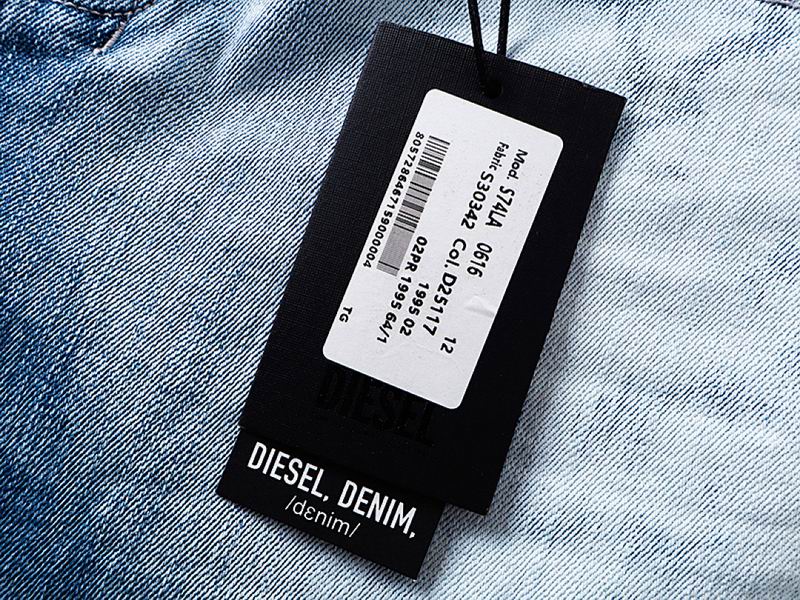 Mod. S74LA 0616 12
Fabric S30342 Col. D25117
1995 02
02PR 1995 64/1
8057286467159000004
TG
DIESEL
DIESEL, DENIM,
/dɛnim/